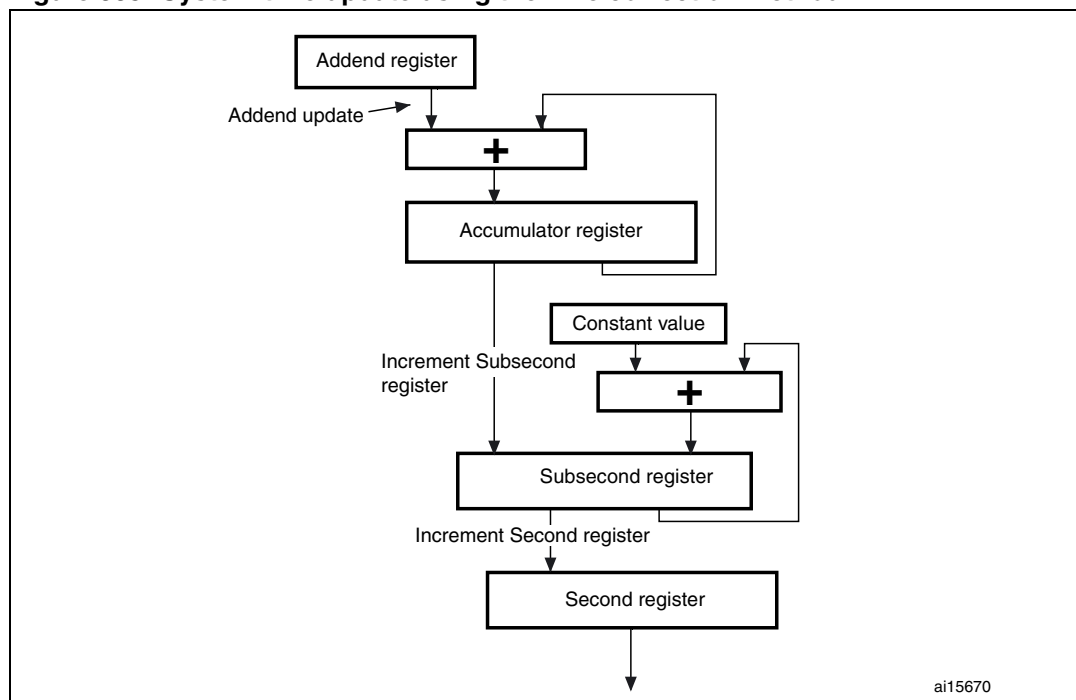 Addend register
Addend update
+
Accumulator register
Constant value
Increment Subsecond
register
+
Subsecond register
Increment Second register
Second register
ai15670